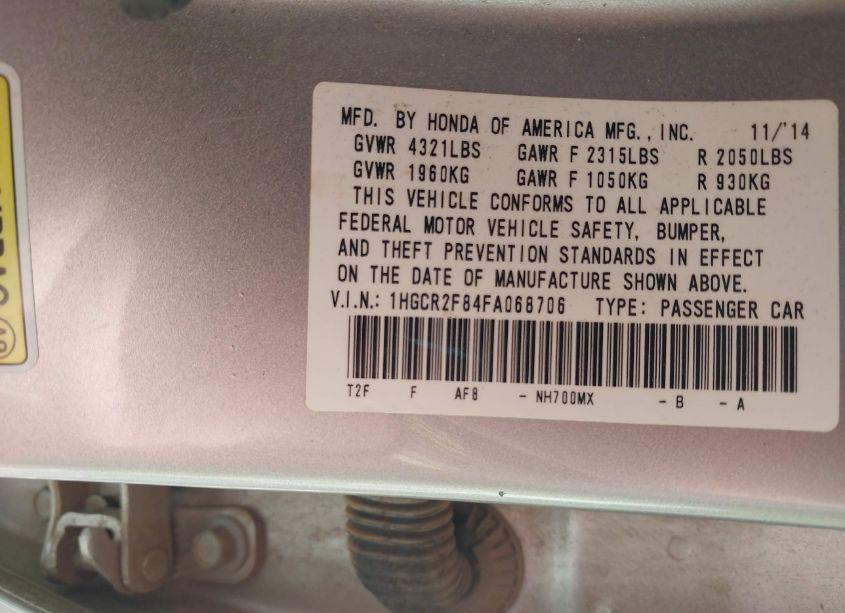 MFD. BY HONDA OF AMERICA MFG., INC. 11/'14
GVWR 4321LBS GAWR F 2315LBS R 2050LBS
GVWR 1960KG GAWR F 1050KG R 930KG
THIS VEHICLE CONFORMS TO ALL APPLICABLE
FEDERAL MOTOR VEHICLE SAFETY, BUMPER,
AND THEFT PREVENTION STANDARDS IN EFFECT
ON THE DATE OF MANUFACTURE SHOWN ABOVE.
V.I.N.: 1HGCR2F84FA068706 TYPE: PASSENGER CAR
T2F F AF8 - NH700MX - B - A